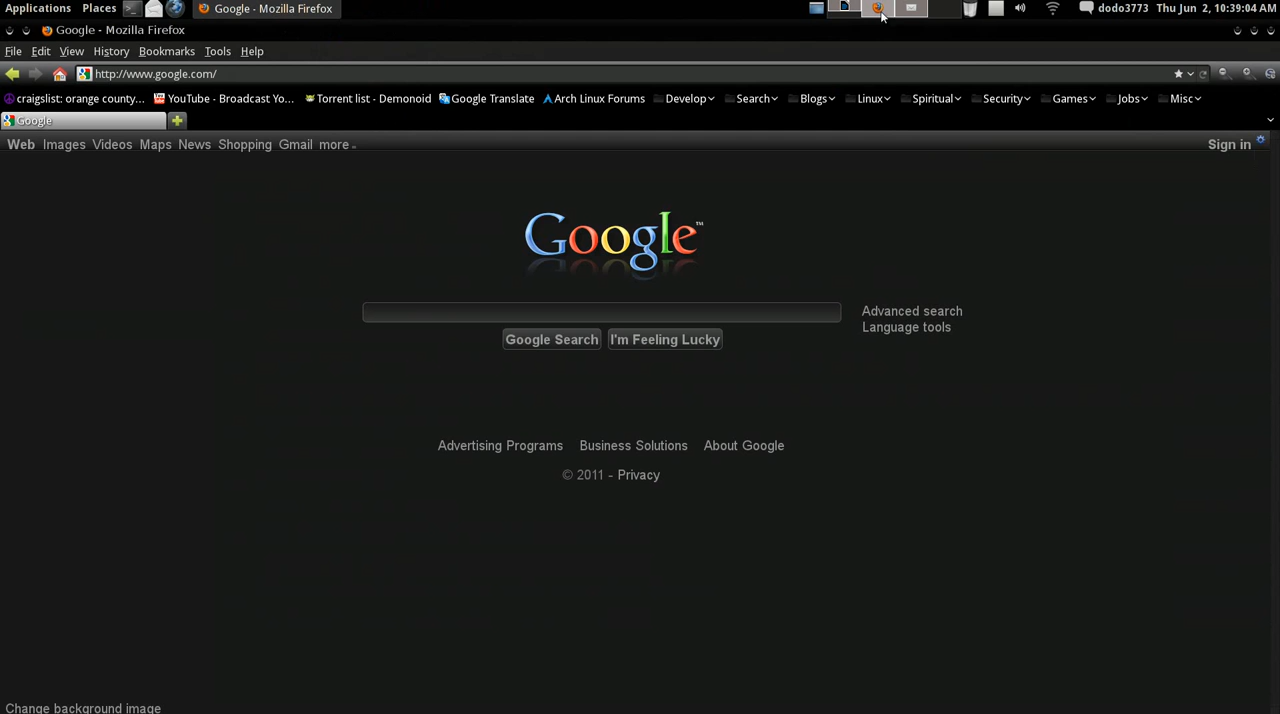 Applications Places Google - Mozilla Firefox dodo3773 Thu Jun 2, 10:39:04 AM
Google - Mozilla Firefox
File Edit View History Bookmarks Tools Help
http://www.google.com/
craigslist: orange county... YouTube - Broadcast Yo... Torrent list - Demonoid Google Translate Arch Linux Forums Develop Search Blogs Linux Spiritual Security Games Jobs Misc
Google
Web Images Videos Maps News Shopping Gmail more Sign in
Google™
Advanced search
Language tools
Google Search I'm Feeling Lucky
Advertising Programs Business Solutions About Google
© 2011 - Privacy
Change background image